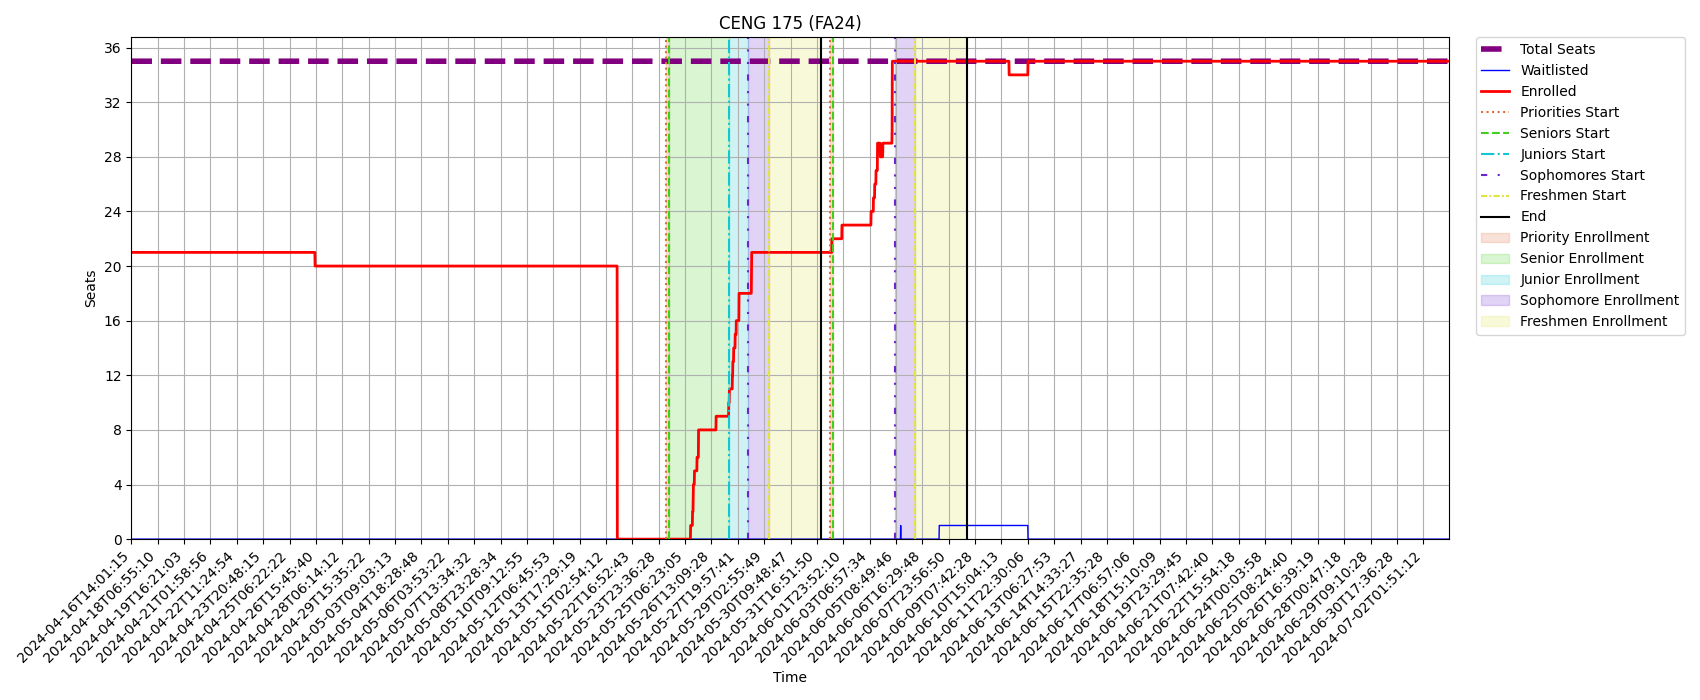 CENG 175 (FA24)
Seats
36
32
28
24
20
16
12
8
4
0
2024-04-16T14:01:15
2024-04-18T06:55:10
2024-04-19T16:21:03
2024-04-21T01:58:56
2024-04-22T11:24:54
2024-04-23T20:48:15
2024-04-25T06:22:22
2024-04-26T15:45:40
2024-04-28T06:14:12
2024-04-29T15:35:22
2024-05-03T09:03:13
2024-05-04T18:28:48
2024-05-06T03:53:22
2024-05-07T13:34:32
2024-05-08T23:28:34
2024-05-10T09:12:55
2024-05-12T06:45:53
2024-05-13T17:29:19
2024-05-15T02:54:12
2024-05-22T16:52:43
2024-05-23T23:36:28
2024-05-25T06:23:05
2024-05-26T13:09:28
2024-05-27T19:57:41
2024-05-29T02:55:49
2024-05-30T09:48:47
2024-05-31T16:51:50
2024-06-01T23:52:10
2024-06-03T06:57:34
2024-06-05T08:49:46
2024-06-06T16:29:48
2024-06-07T23:56:50
2024-06-09T07:42:28
2024-06-10T15:04:13
2024-06-11T22:30:06
2024-06-13T06:27:53
2024-06-14T14:33:27
2024-06-15T22:35:28
2024-06-17T06:57:06
2024-06-18T15:10:09
2024-06-19T23:29:45
2024-06-21T07:42:40
2024-06-22T15:54:18
2024-06-24T00:03:58
2024-06-25T08:24:40
2024-06-26T16:39:19
2024-06-28T00:47:18
2024-06-29T09:10:28
2024-06-30T17:36:28
2024-07-02T01:51:12
Time
Total Seats
Waitlisted
Enrolled
Priorities Start
Seniors Start
Juniors Start
Sophomores Start
Freshmen Start
End
Priority Enrollment
Senior Enrollment
Junior Enrollment
Sophomore Enrollment
Freshmen Enrollment